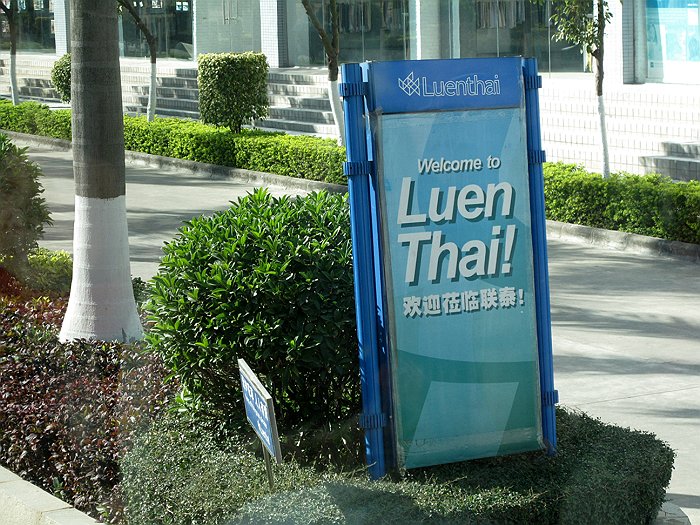 Luenthai
Welcome to
Luen
Thai!
欢迎莅临联泰!